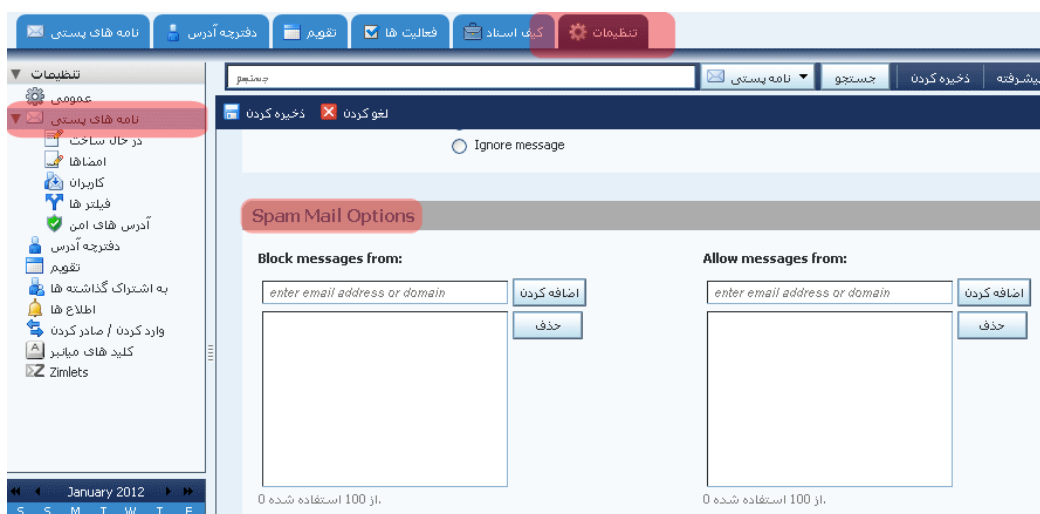 نامه های پستی
دفترچه آدرس
تقویم
فعالیت ها
کیف اسناد
تنظیمات
جستجو
نامه پستی
جستجو
ذخیره کردن
پیشرفته
ذخیره کردن
لغو کردن
تنظیمات
عمومی
نامه های پستی
در حال ساخت
امضاها
کاربران
فیلتر ها
آدرس های امن
دفترچه آدرس
تقویم
به اشتراک گذاشته ها
اطلاع ها
وارد کردن / صادر کردن
کلید های میانبر
Zimlets
January 2012
S S M T W T F
Ignore message
Spam Mail Options
Block messages from:
enter email address or domain
اضافه کردن
حذف
0 از 100 استفاده شده.
Allow messages from:
enter email address or domain
اضافه کردن
حذف
0 از 100 استفاده شده.